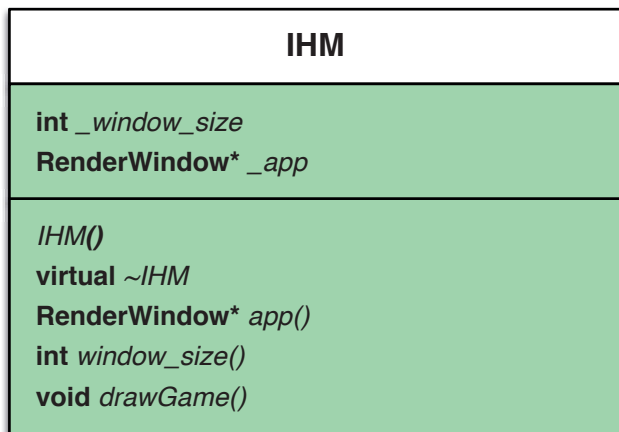 IHM
int _window_size
RenderWindow* _app
IHM()
virtual ~IHM
RenderWindow* app()
int window_size()
void drawGame()